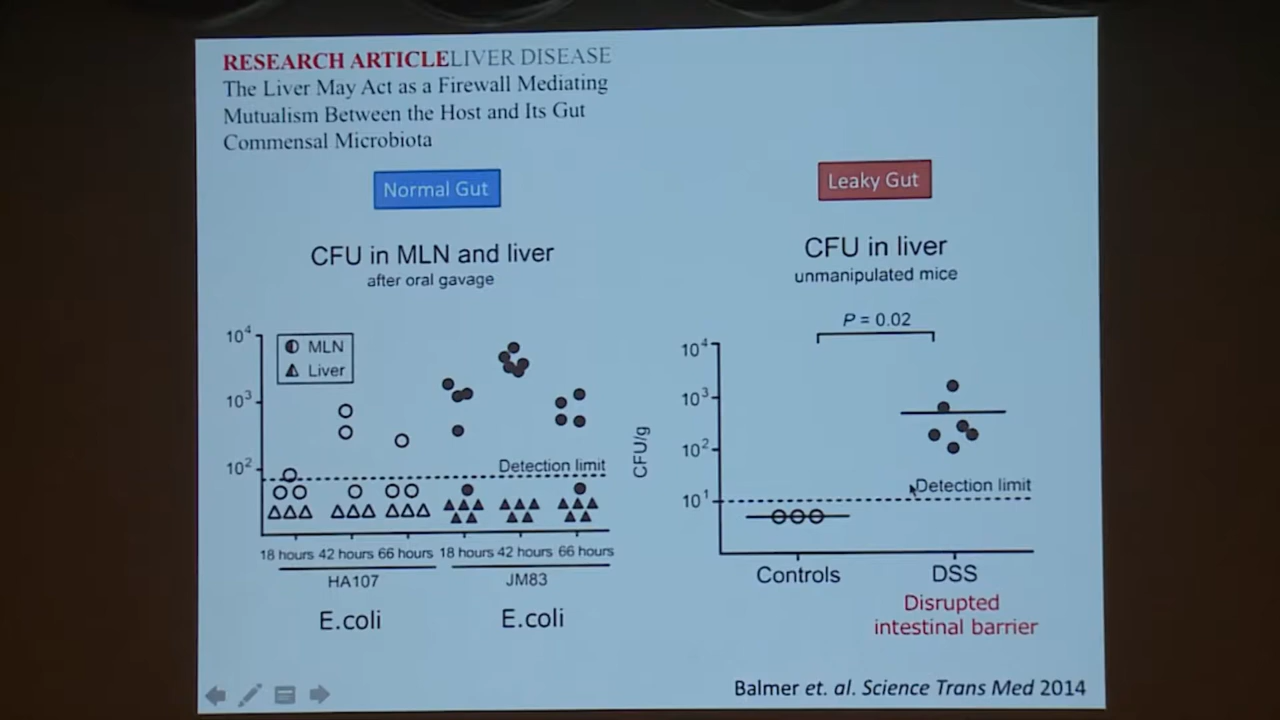 RESEARCH ARTICLELIVER DISEASE
The Liver May Act as a Firewall Mediating
Mutualism Between the Host and Its Gut
Commensal Microbiota
Normal Gut
CFU in MLN and liver
after oral gavage
10⁴
10³
10²
MLN
Liver
Detection limit
18 hours 42 hours 66 hours 18 hours 42 hours 66 hours
HA107 JM83
E.coli E.coli
Leaky Gut
CFU in liver
unmanipulated mice
P = 0.02
CFU/g
10⁴
10³
10²
10¹
Detection limit
Controls DSS
Disrupted
intestinal barrier
Balmer et. al. Science Trans Med 2014